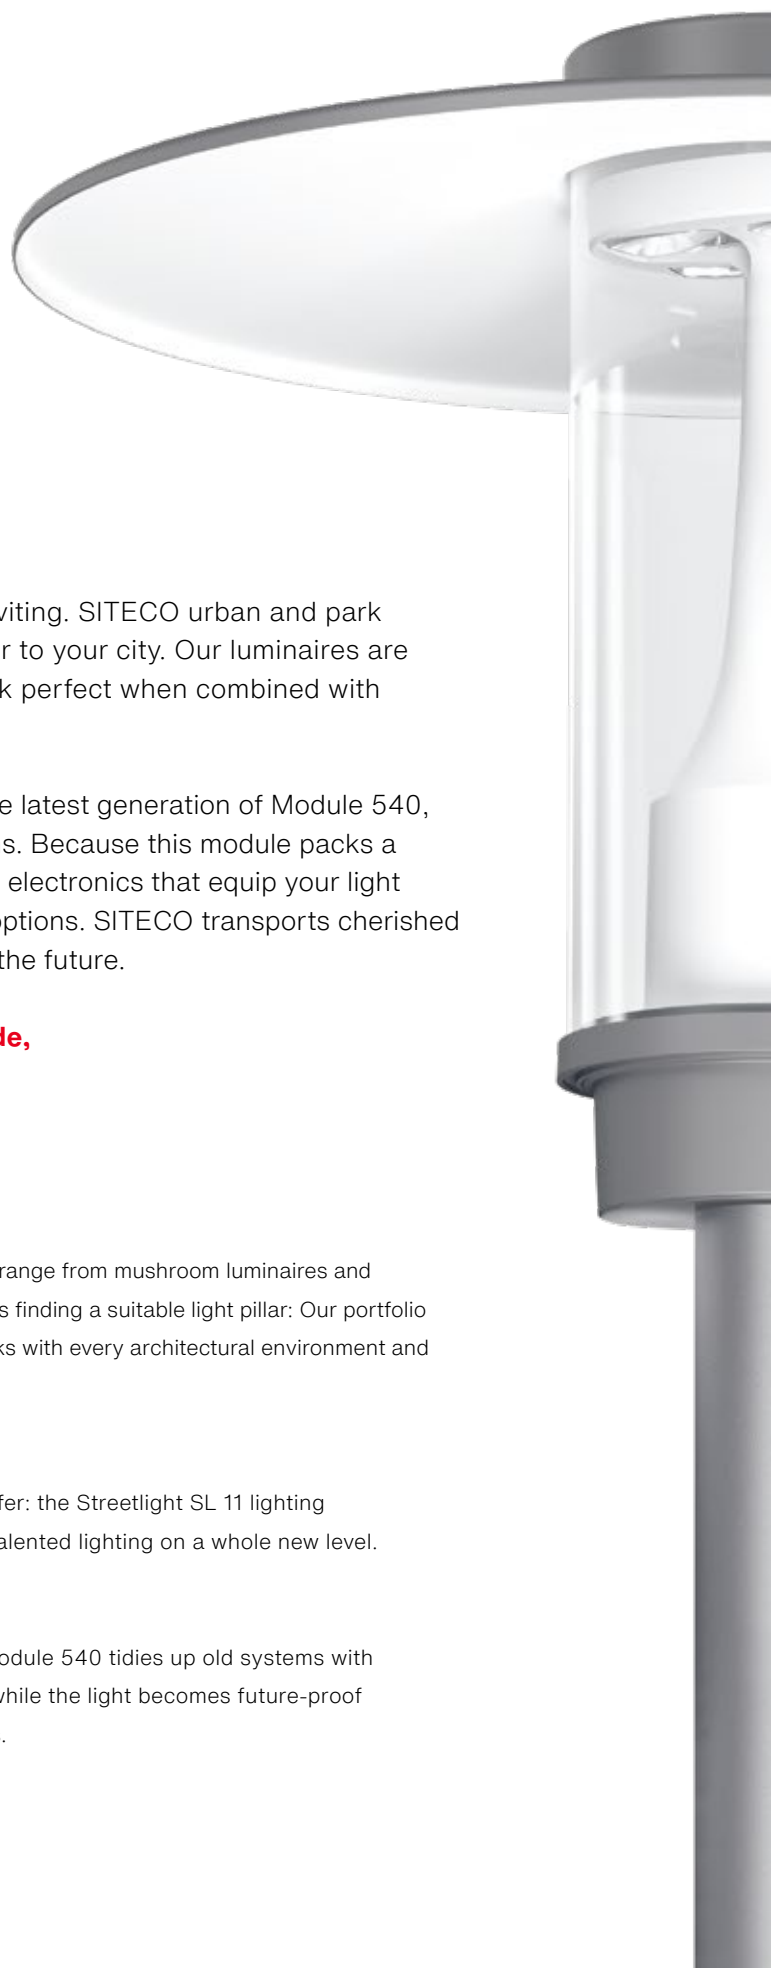 viting. SITECO urban and park
r to your city. Our luminaires are
k perfect when combined with
e latest generation of Module 540,
s. Because this module packs a
electronics that equip your light
options. SITECO transports cherished
the future.
de,
range from mushroom luminaires and
s finding a suitable light pillar: Our portfolio
ks with every architectural environment and
fer: the Streetlight SL 11 lighting
alented lighting on a whole new level.
odule 540 tidies up old systems with
while the light becomes future-proof
.